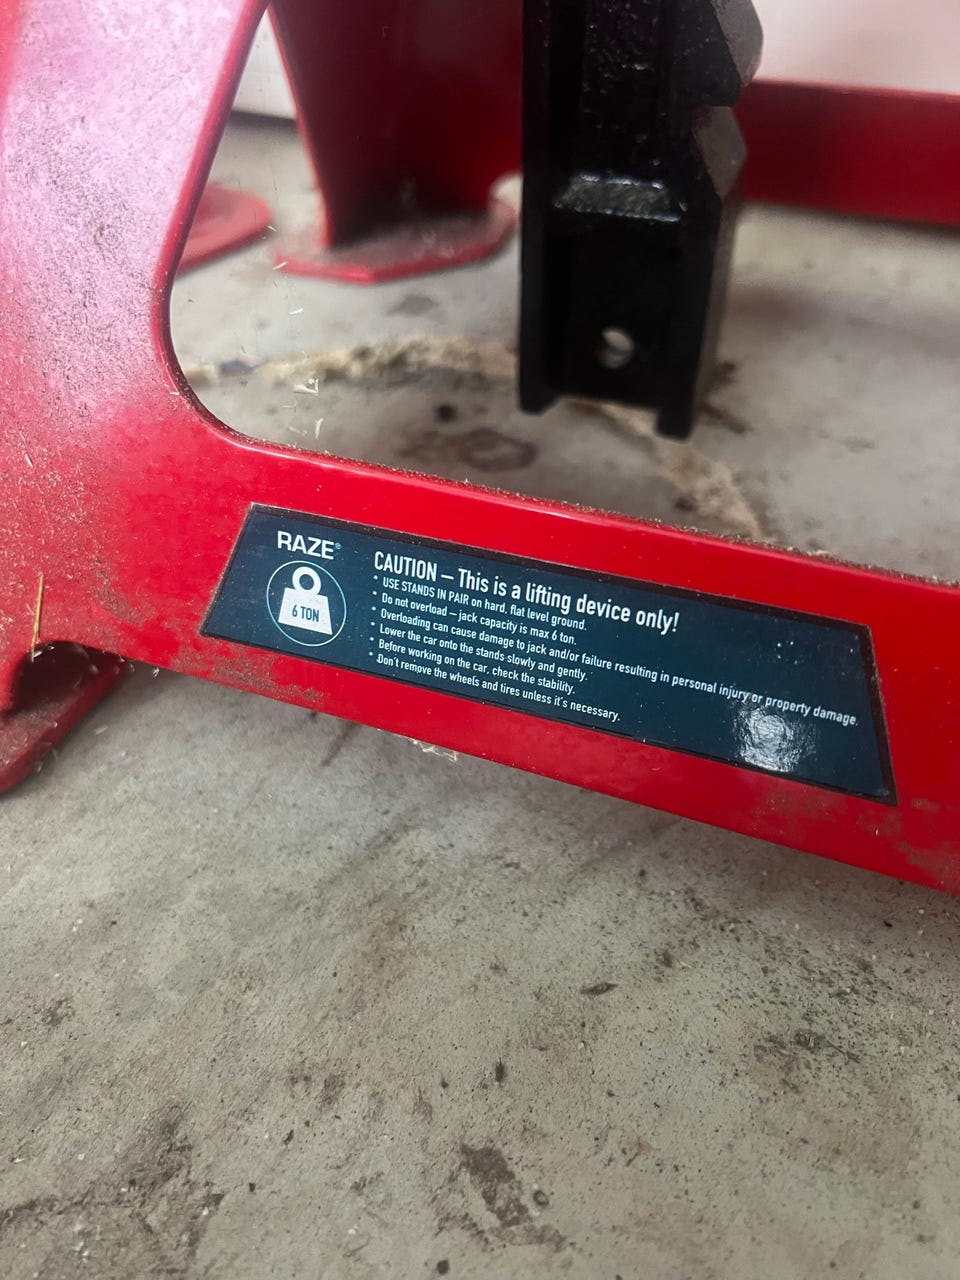 RAZE®
6 TON
CAUTION – This is a lifting device only!
* USE STANDS IN PAIR on hard, flat level ground.
* Do not overload – jack capacity is max 6 ton.
* Overloading can cause damage to jack and/or failure resulting in personal injury or property damage.
* Lower the car onto the stands slowly and gently.
* Before working on the car, check the stability.
* Don't remove the wheels and tires unless it's necessary.